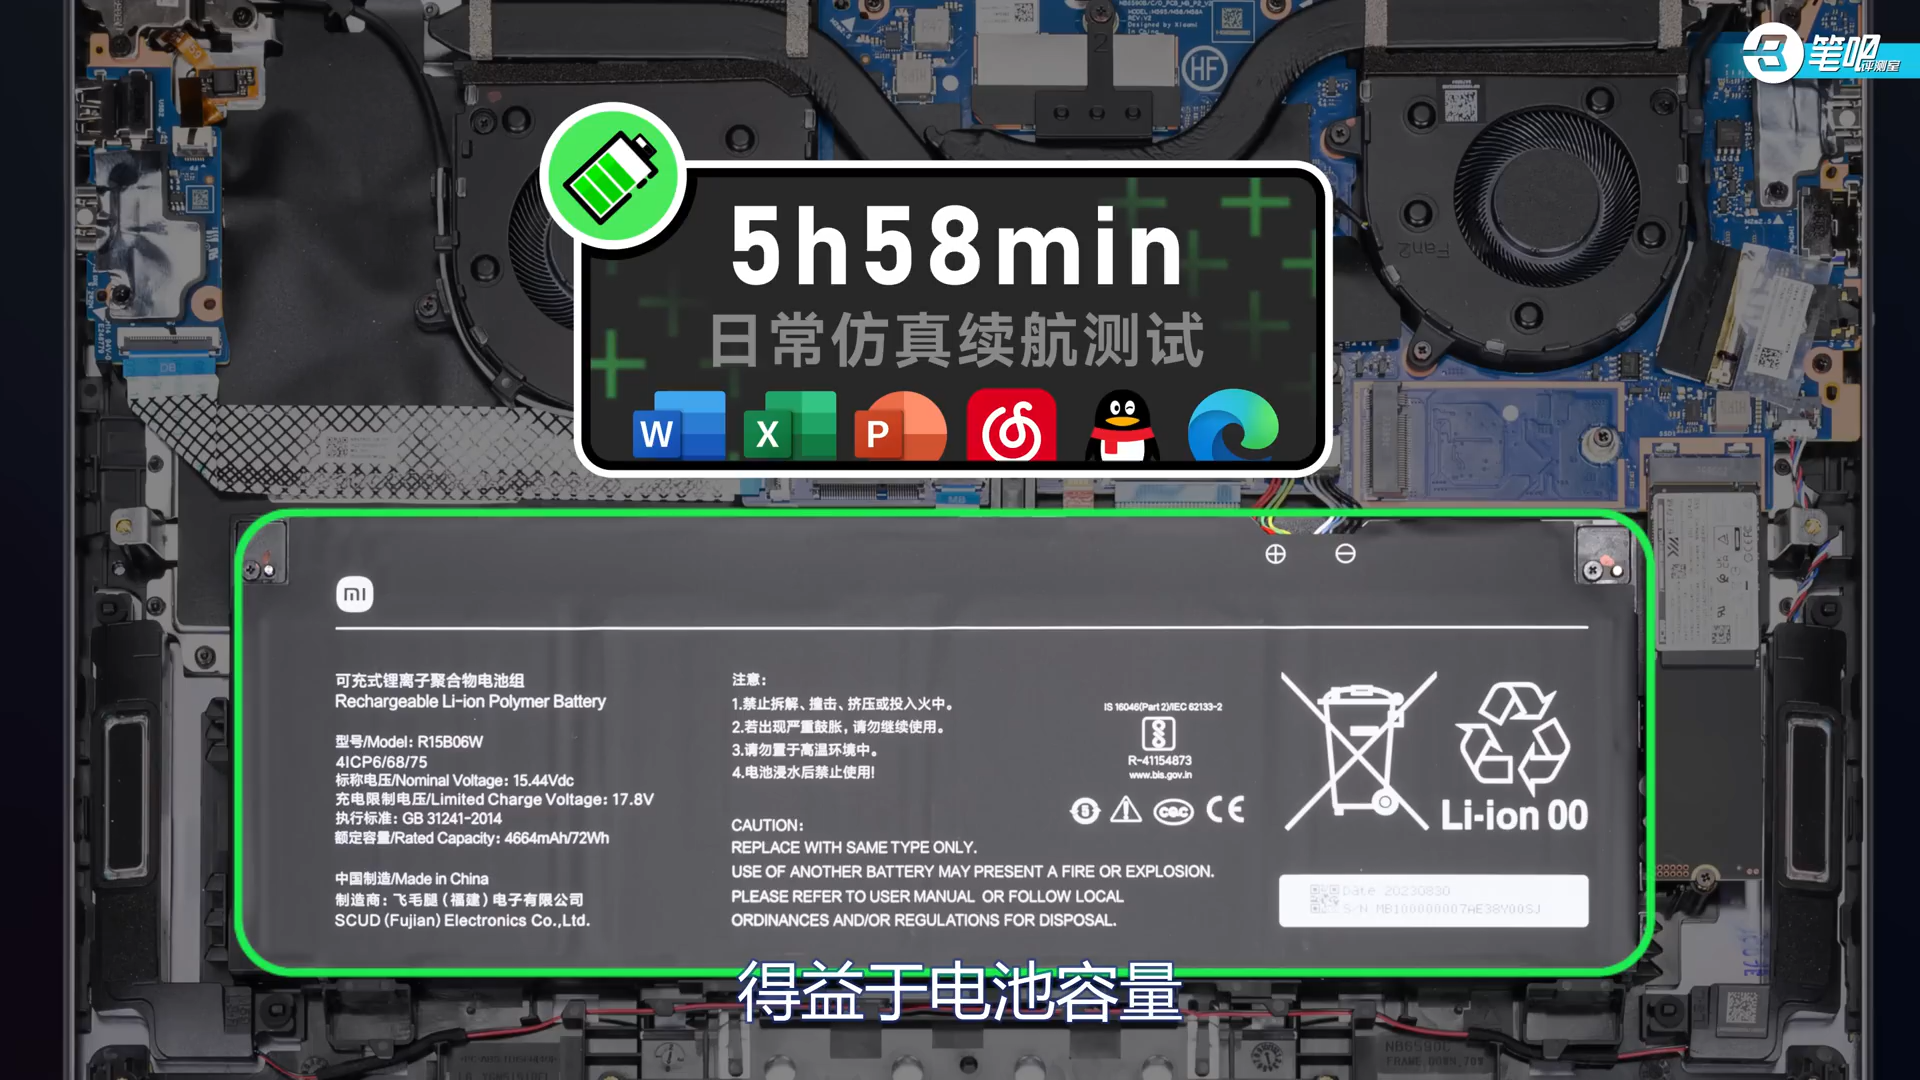 笔吧
评测室
HF
2
5h58min
日常仿真续航测试
W
X
P
Fan2
DB
MB
mi
可充式锂离子聚合物电池组
Rechargeable Li-ion Polymer Battery
型号/Model: R15B06W
4ICP6/68/75
标称电压/Nominal Voltage: 15.44Vdc
充电限制电压/Limited Charge Voltage: 17.8V
执行标准: GB 31241-2014
额定容量/Rated Capacity: 4664mAh/72Wh
中国制造/Made in China
制造商: 飞毛腿 (福建) 电子有限公司
SCUD (Fujian) Electronics Co.,Ltd.
注意:
1.禁止拆解、撞击、挤压或投入火中。
2.若出现严重鼓胀, 请勿继续使用。
3.请勿置于高温环境中。
4.电池浸水后禁止使用!
CAUTION:
REPLACE WITH SAME TYPE ONLY.
USE OF ANOTHER BATTERY MAY PRESENT A FIRE OR EXPLOSION.
PLEASE REFER TO USER MANUAL OR FOLLOW LOCAL
ORDINANCES AND/OR REGULATIONS FOR DISPOSAL.
IS 16046(Part 2)/IEC 62133-2
R-41154873
www.bis.gov.in
5
CQC
CE
Li-ion 00
Date 20230830
S/N MB100000007AE38V00SJ
得益于电池容量